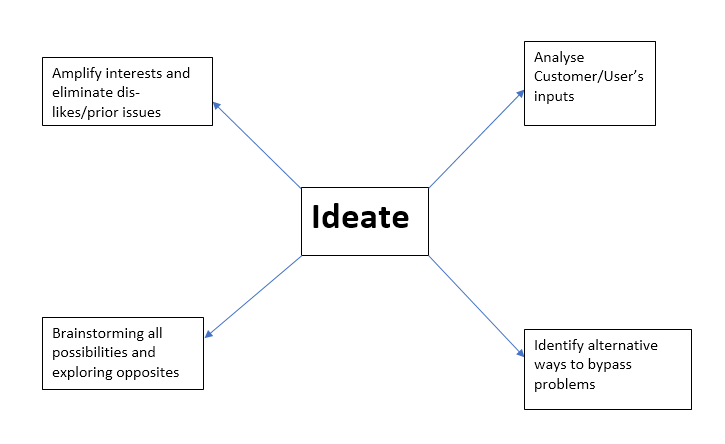 Amplify interests and
eliminate dis-
likes/prior issues
Analyse
Customer/User’s
inputs
Ideate
Brainstorming all
possibilities and
exploring opposites
Identify alternative
ways to bypass
problems